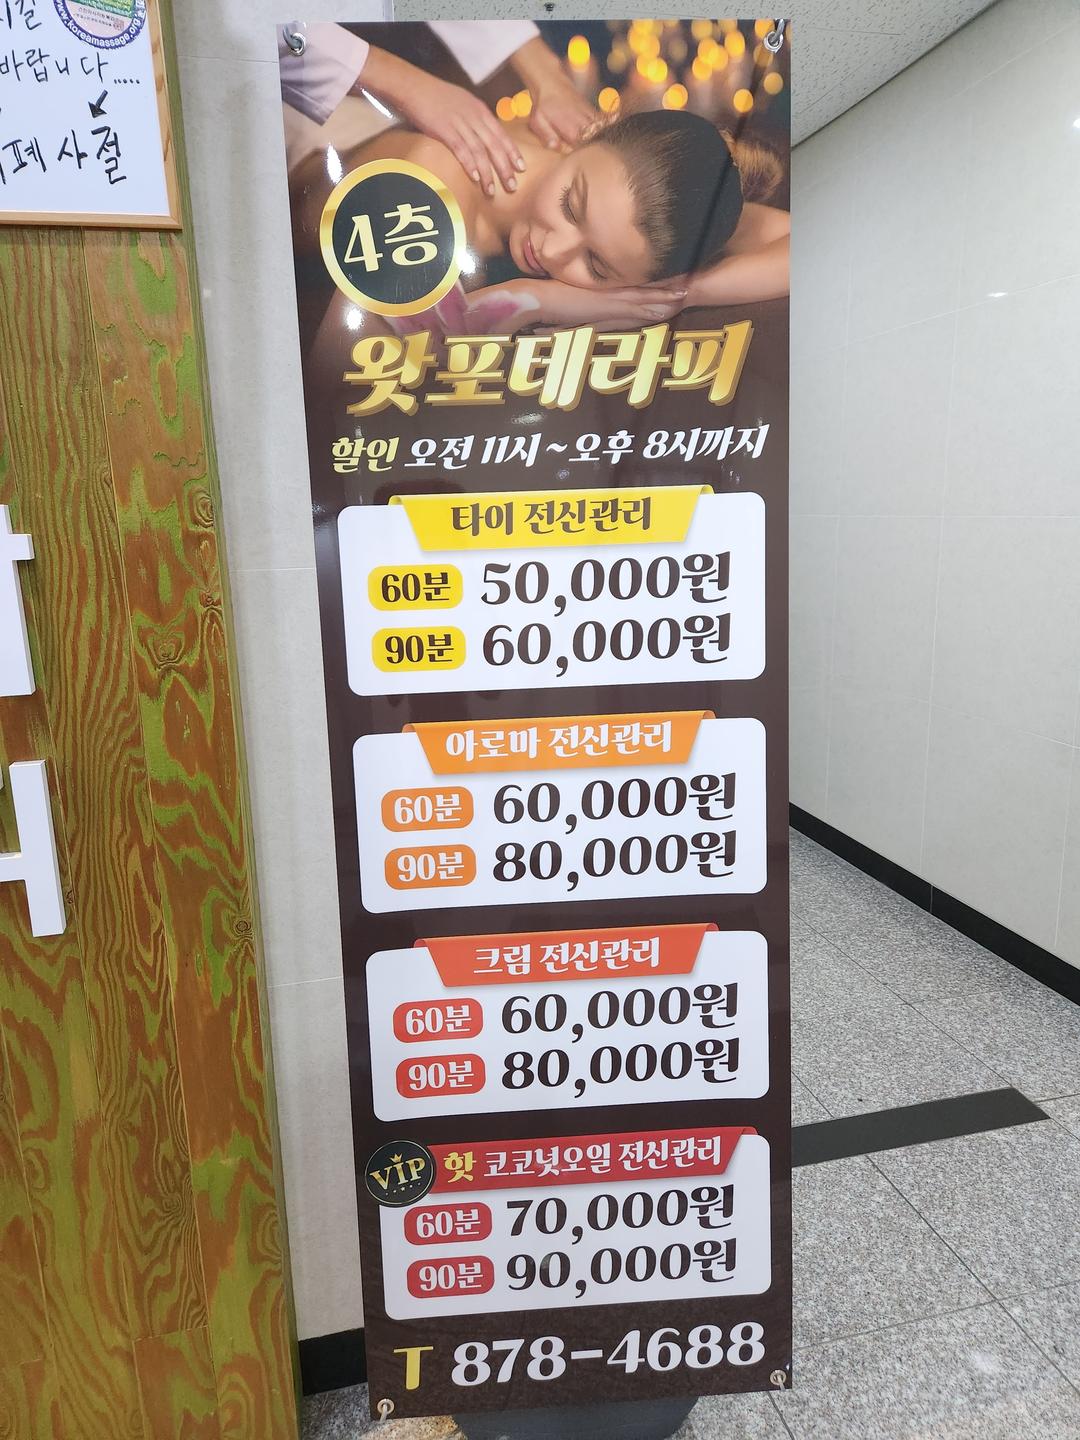 바랍니다.....
사절
www.koreamassage.org
4층
왓포테라피
할인 오전 11시~오후 8시까지
타이 전신관리
60분 50,000원
90분 60,000원
아로마 전신관리
60분 60,000원
90분 80,000원
크림 전신관리
60분 60,000원
90분 80,000원
VIP 핫 코코넛오일 전신관리
60분 70,000원
90분 90,000원
T 878-4688